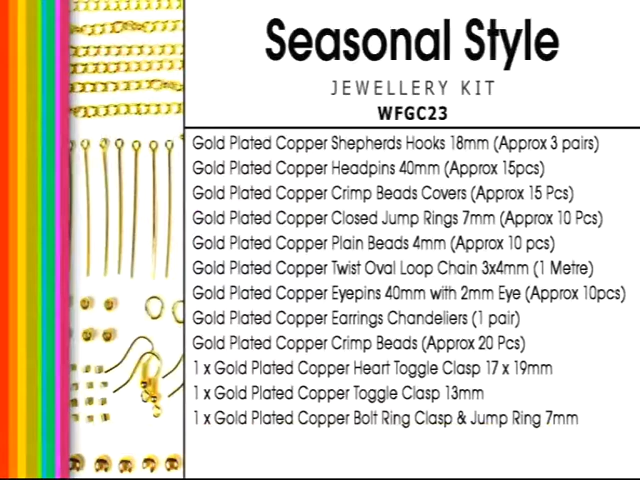 Seasonal Style
JEWELLERY KIT
WFGC23
Gold Plated Copper Shepherds Hooks 18mm (Approx 3 pairs)
Gold Plated Copper Headpins 40mm (Approx 15pcs)
Gold Plated Copper Crimp Beads Covers (Approx 15 Pcs)
Gold Plated Copper Closed Jump Rings 7mm (Approx 10 Pcs)
Gold Plated Copper Plain Beads 4mm (Approx 10 pcs)
Gold Plated Copper Twist Oval Loop Chain 3x4mm (1 Metre)
Gold Plated Copper Eyepins 40mm with 2mm Eye (Approx 10pcs)
Gold Plated Copper Earrings Chandeliers (1 pair)
Gold Plated Copper Crimp Beads (Approx 20 Pcs)
1 x Gold Plated Copper Heart Toggle Clasp 17 x 19mm
1 x Gold Plated Copper Toggle Clasp 13mm
1 x Gold Plated Copper Bolt Ring Clasp & Jump Ring 7mm